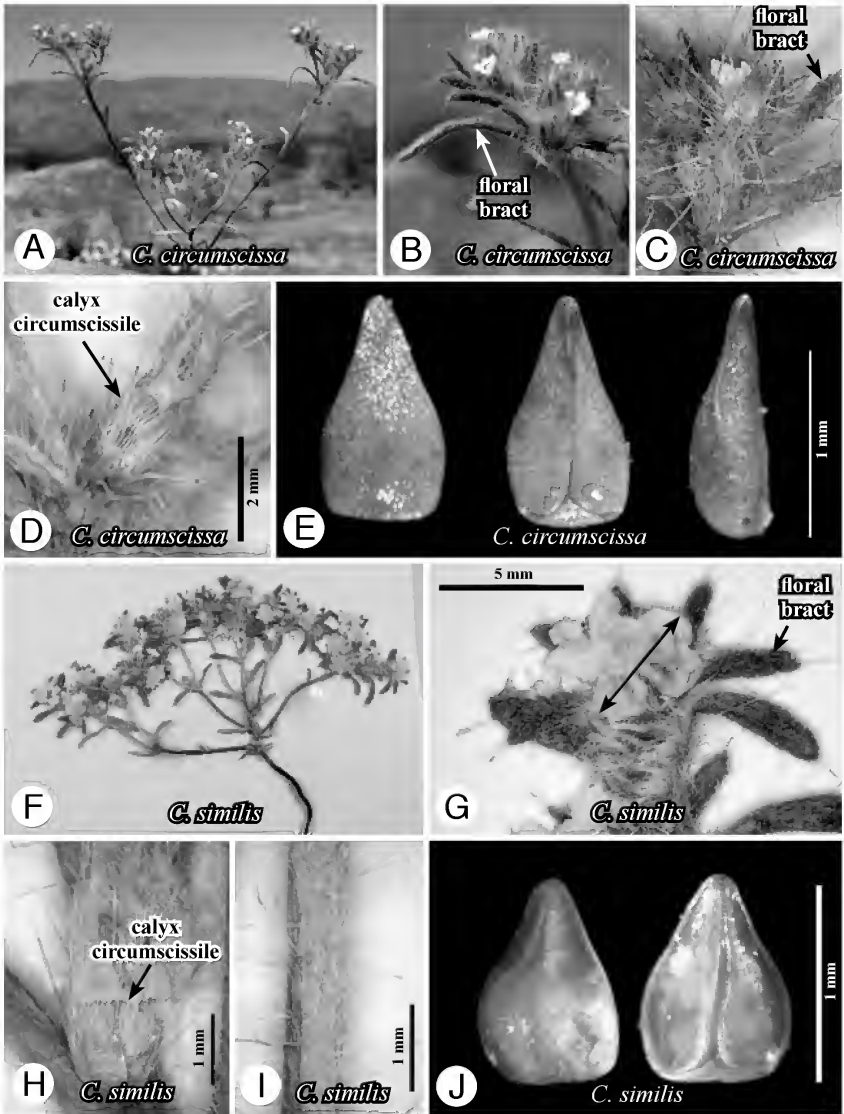 A
C. circumscissa
B
floral
bract
C. circumscissa
C
floral
bract
C. circumscissa
D
calyx
circumscissile
2 mm
C. circumscissa
E
1 mm
C. circumscissa
F
C. similis
G
5 mm
floral
bract
C. similis
H
calyx
circumscissile
1 mm
C. similis
I
1 mm
C. similis
J
1 mm
C. similis